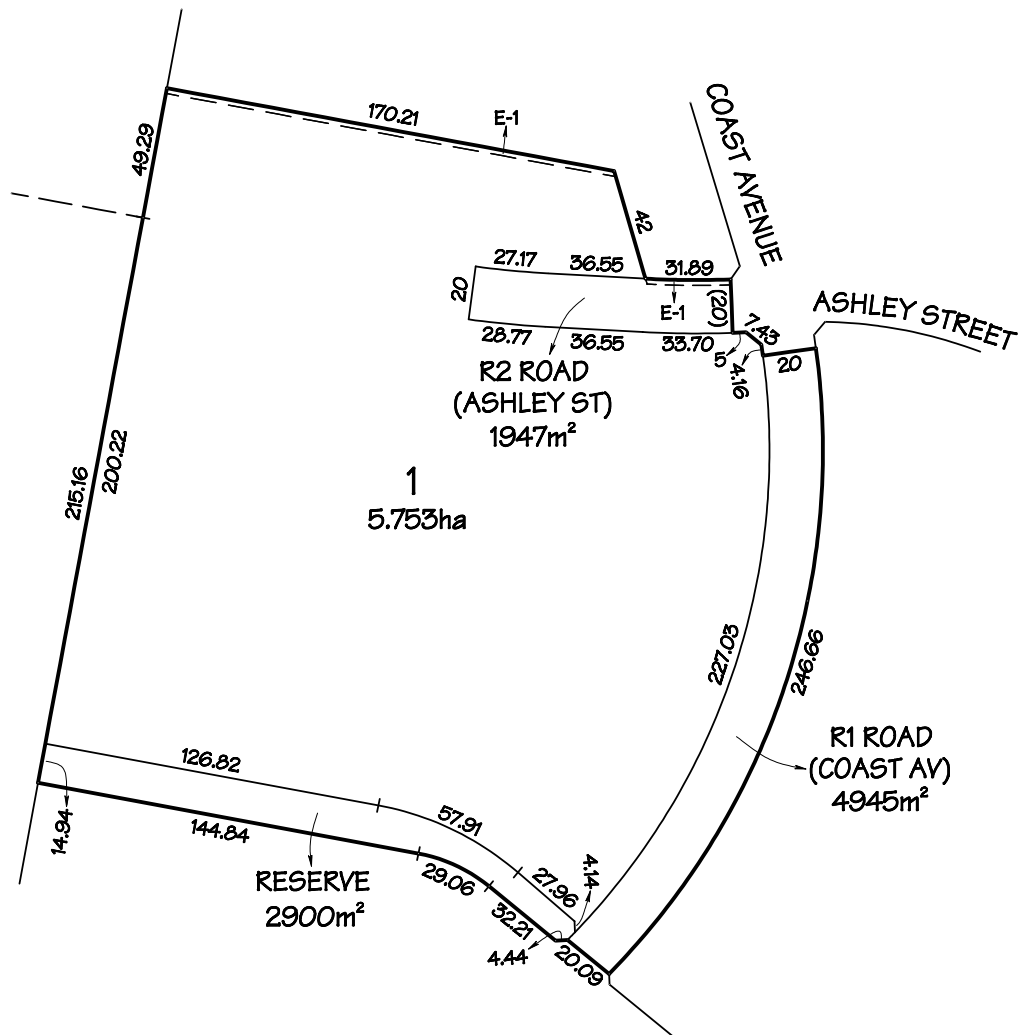 170.21
E-1
49.29
COAST AVENUE
42
27.17
36.55
31.89
20
(20)
E-1
7.43
ASHLEY STREET
28.77
36.55
33.70
5
4.16
20
R2 ROAD
(ASHLEY ST)
1947m²
1
5.753ha
215.16
200.22
227.03
246.66
R1 ROAD
(COAST AV)
4945m²
126.82
14.94
144.84
57.91
29.06
27.96
4.14
RESERVE
2900m²
32.21
4.44
20.09